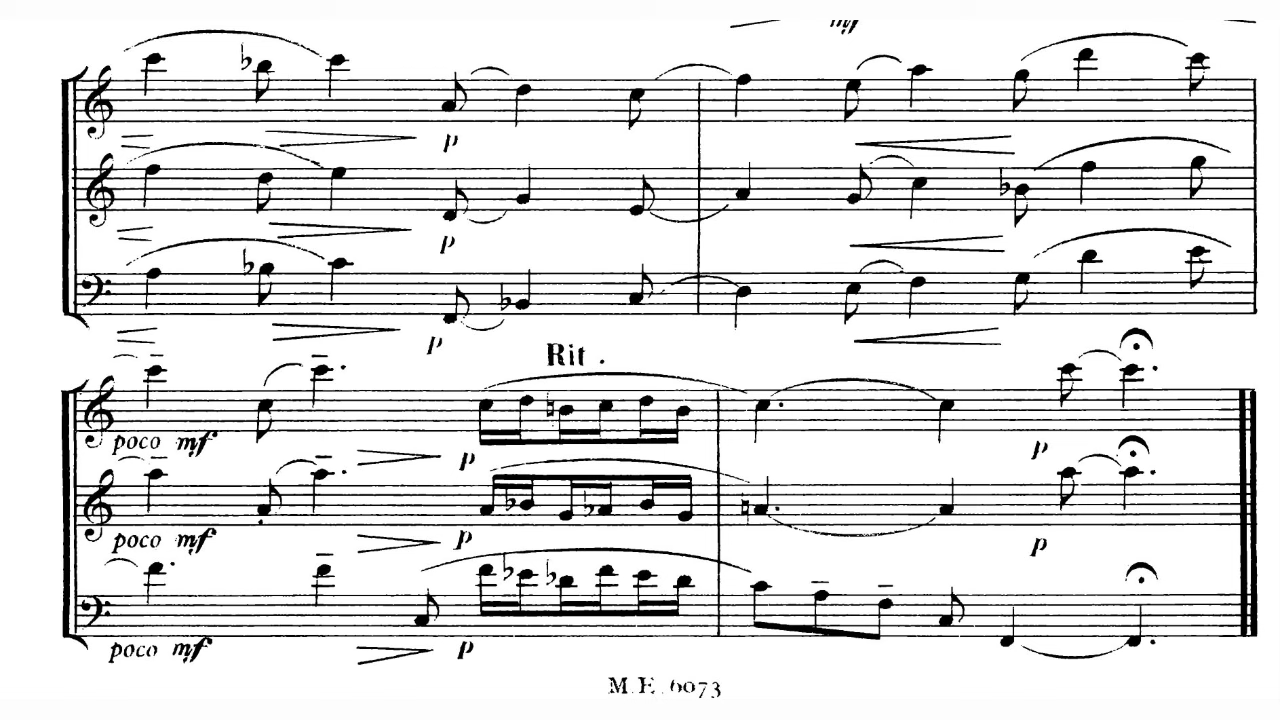 mf
p
p
p
Rit .
poco mf p p
poco mf p p
poco mf p
M.E. 6073